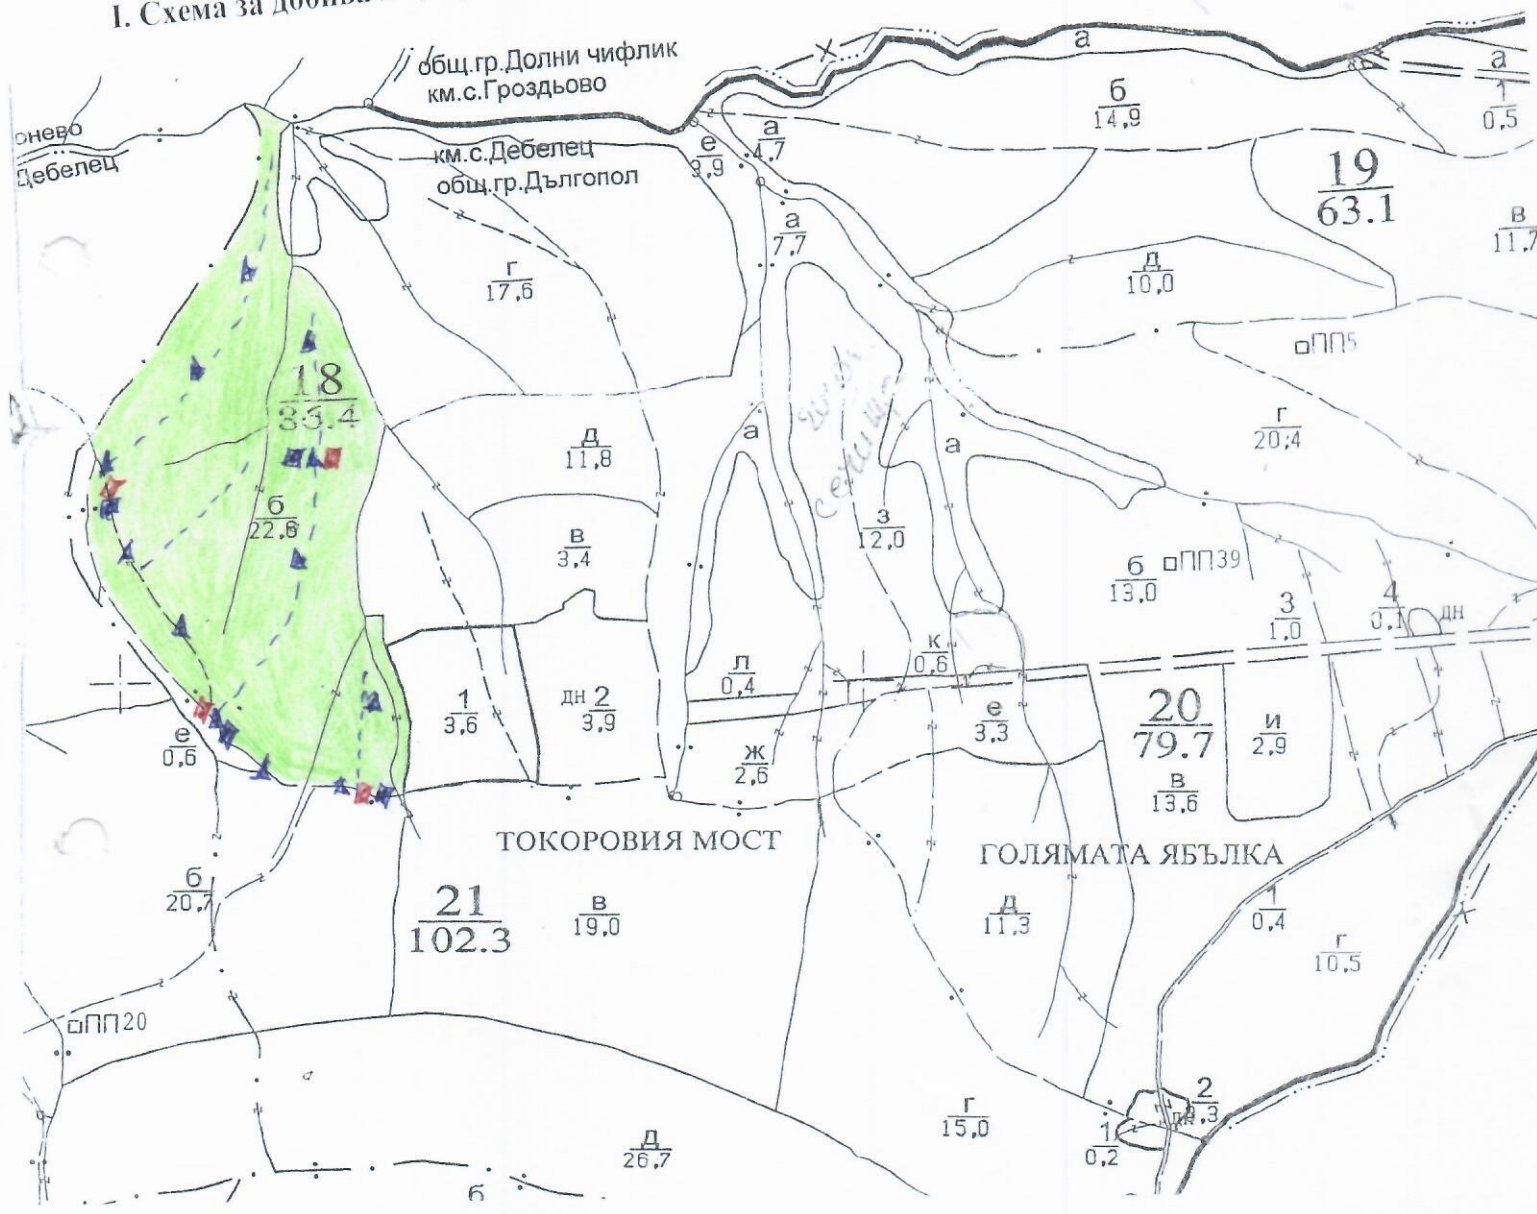 I. Схема за добива
общ.гр.Долни чифлик
км.с.Гроздьово
онево
Дебелец
км.с.Дебелец
общ.гр.Дългопол
а
б
14,9
а
1
0,5
а
4,7
е
3,9
19
63.1
в
11,7
а
7,7
г
17,6
д
10,0
ПП5
18
б
22,6
д
11,8
а
а
г
20,4
в
3,4
з
12,0
б
13,0
ПП39
3
1,0
4
0,1
дн
к
0,6
л
0,4
1
3,6
дн 2
3,9
е
3,3
20
79.7
и
2,9
е
0,6
ж
2,6
в
13,6
ТОКОРОВИЯ МОСТ
ГОЛЯМАТА ЯБЪЛКА
б
20,7
21
102.3
в
19,0
д
11,3
1
0,4
г
10,5
ПП20
г
15,0
2
1
0,2
д
26,7
б